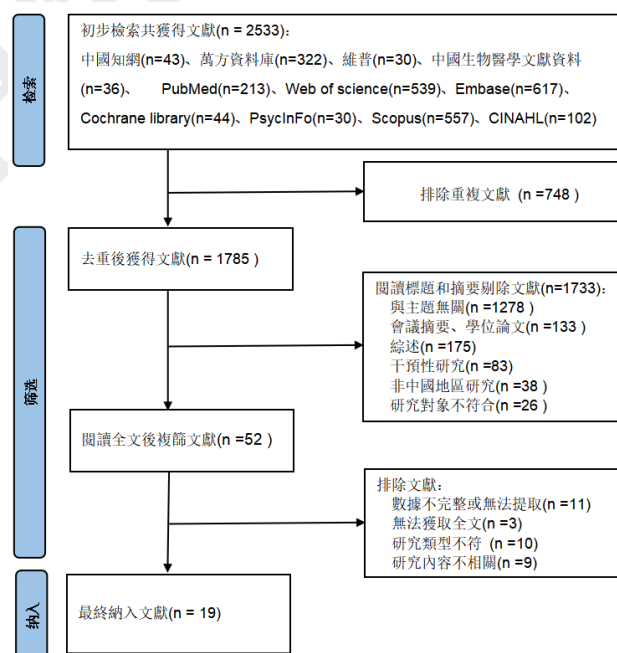 检索
初步檢索共獲得文獻(n = 2533)：
中國知網(n=43)、萬方資料庫(n=322)、維普(n=30)、中國生物醫學文獻資料
(n=36)、 PubMed(n=213)、Web of science(n=539)、Embase(n=617)、
Cochrane library(n=44)、PsycInFo(n=30)、Scopus(n=557)、CINAHL(n=102)
排除重複文獻 (n =748 )
筛选
去重後獲得文獻(n = 1785 )
閱讀標題和摘要剔除文獻(n=1733)：
與主題無關(n=1278 )
會議摘要、學位論文(n=133 )
綜述(n =175)
干預性研究(n=83)
非中國地區研究(n =38 )
研究對象不符合(n =26 )
閱讀全文後複篩文獻(n =52 )
排除文獻：
數據不完整或無法提取(n =11)
無法獲取全文(n =3)
研究類型不符 (n =10)
研究內容不相關(n =9)
纳入
最終納入文獻(n = 19)